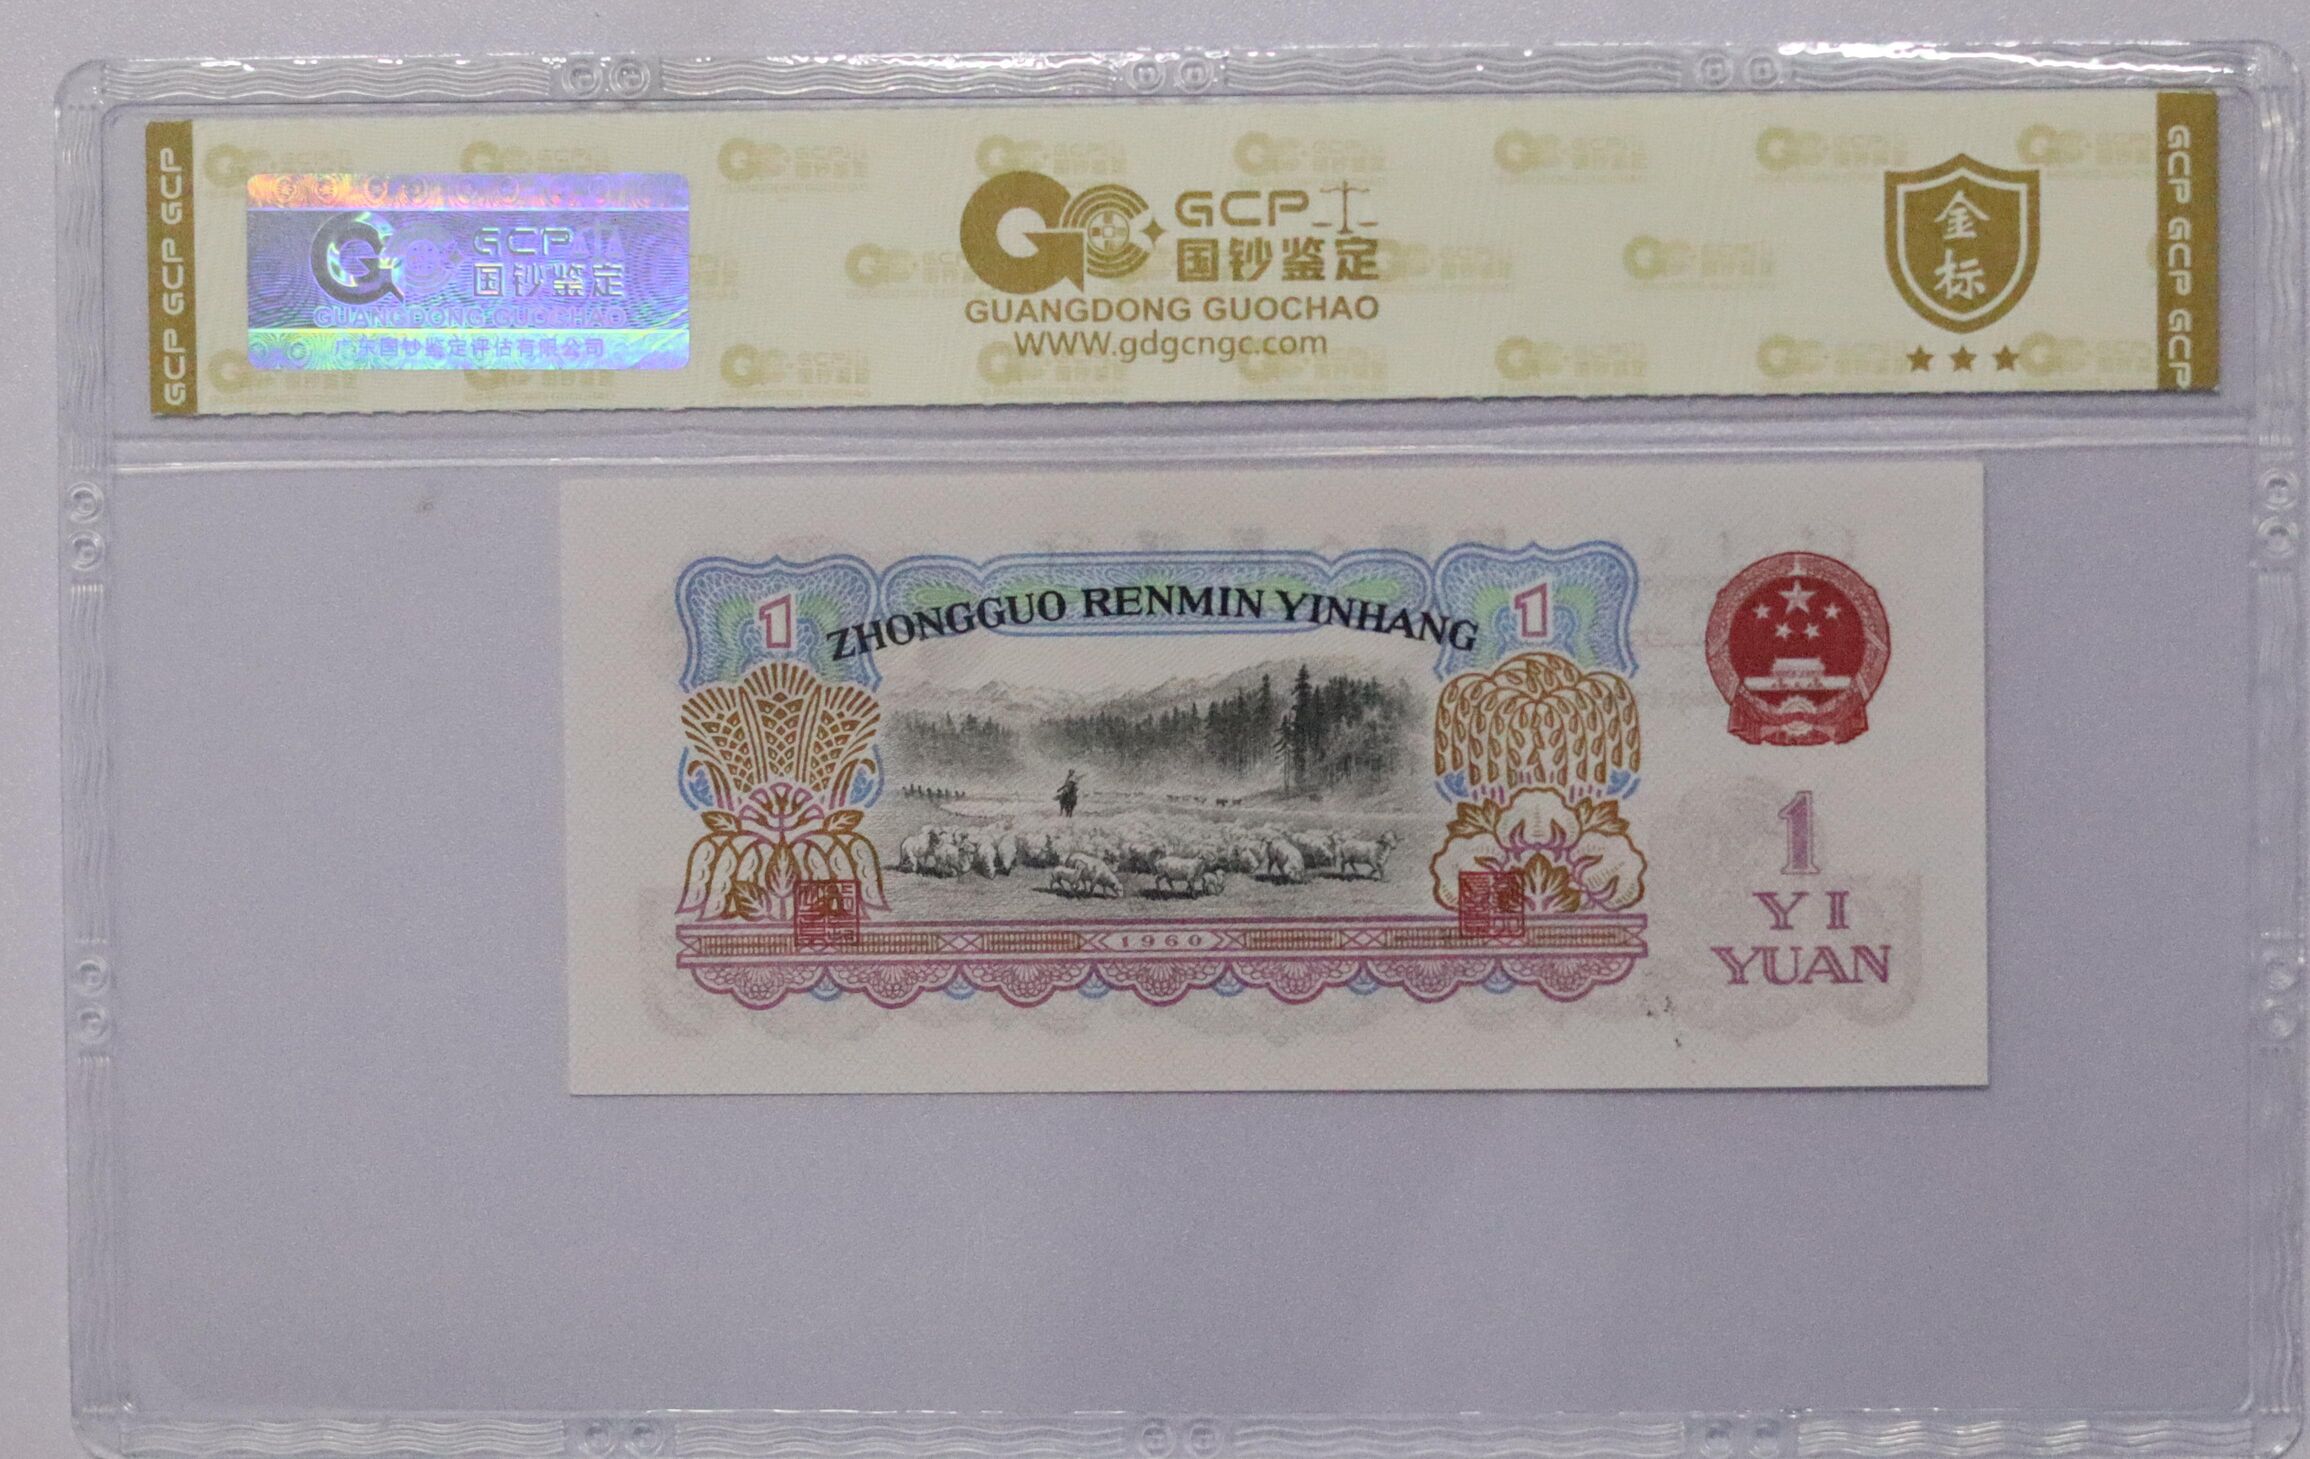 GCP GCP GCP
GCP
国钞鉴定
GUANGDONG GUOCHAO
广东国钞鉴定评估有限公司
GCP
国钞鉴定
GUANGDONG GUOCHAO
WWW.gdgcngc.com
金
标
GCP GCP GCP
1
ZHONGGUO RENMIN YINHANG
1
1960
1
YI
YUAN